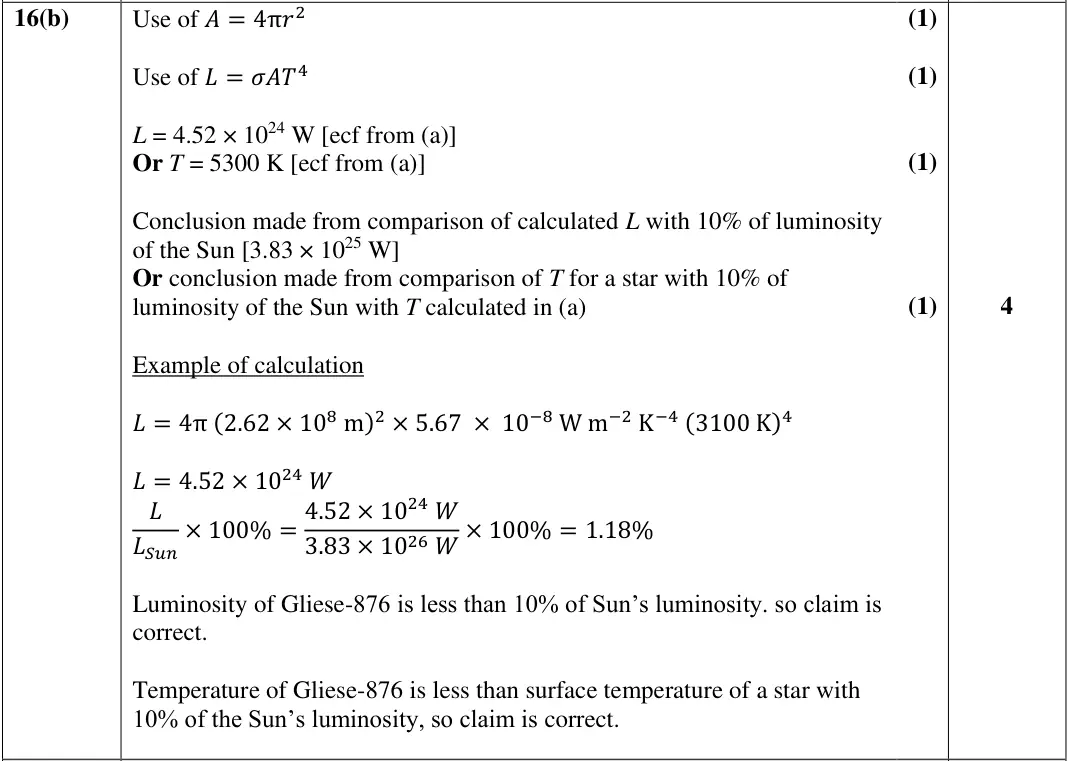 16(b) Use of 𝐴 = 4π𝑟² (1)
Use of 𝐿 = 𝜎𝐴𝑇⁴ (1)
L = 4.52 × 10²⁴ W [ecf from (a)]
Or T = 5300 K [ecf from (a)] (1)
Conclusion made from comparison of calculated L with 10% of luminosity
of the Sun [3.83 × 10²⁵ W]
Or conclusion made from comparison of T for a star with 10% of
luminosity of the Sun with T calculated in (a) (1) 4
Example of calculation
𝐿 = 4π (2.62 × 10⁸ m)² × 5.67 × 10⁻⁸ W m⁻² K⁻⁴ (3100 K)⁴
𝐿 = 4.52 × 10²⁴ 𝑊
𝐿/𝐿_𝑆𝑢𝑛 × 100% = (4.52 × 10²⁴ 𝑊)/(3.83 × 10²⁶ 𝑊) × 100% = 1.18%
Luminosity of Gliese-876 is less than 10% of Sun’s luminosity. so claim is
correct.
Temperature of Gliese-876 is less than surface temperature of a star with
10% of the Sun’s luminosity, so claim is correct.